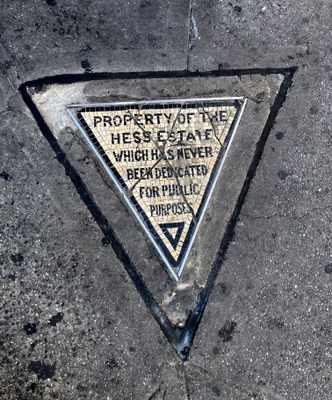 PROPERTY OF THE
HESS ESTATE
WHICH HAS NEVER
BEEN DEDICATED
FOR PUBLIC
PURPOSES